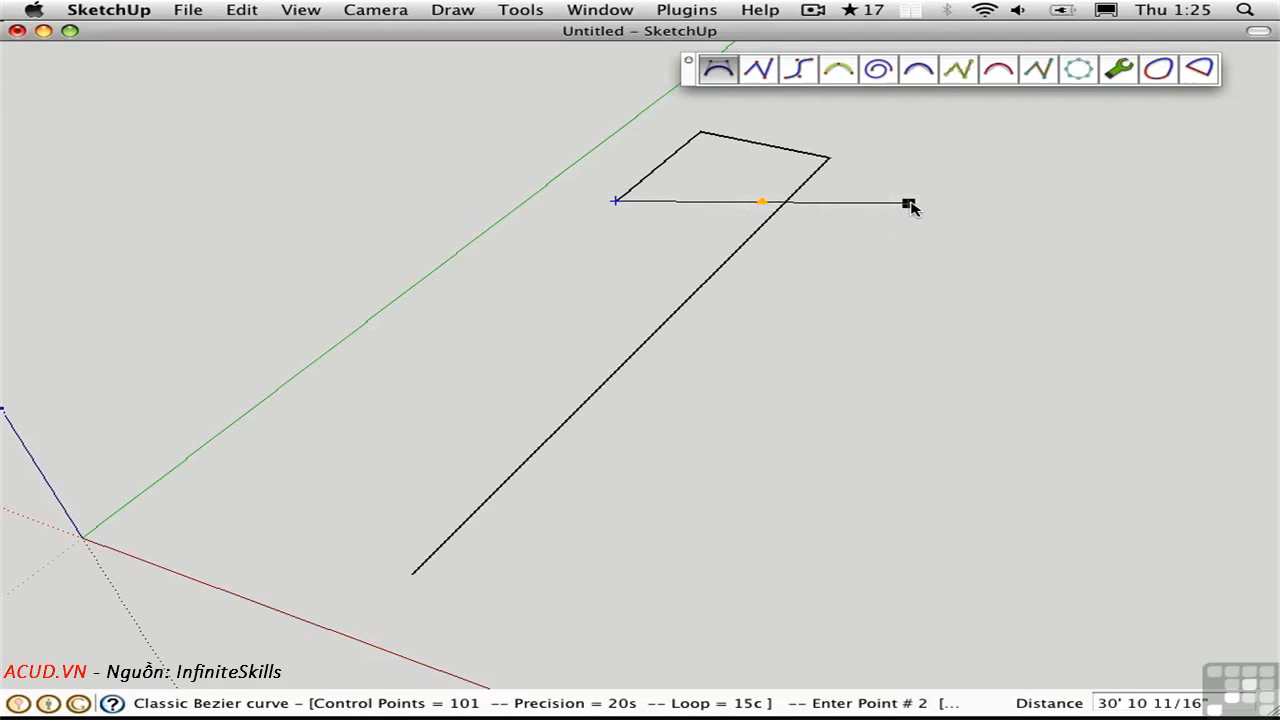 SketchUp File Edit View Camera Draw Tools Window Plugins Help 17 Thu 1:25
Untitled - SketchUp
ACUD.VN - Nguồn: InfiniteSkills
Classic Bezier curve - [Control Points = 101 -- Precision = 20s -- Loop = 15c ] -- Enter Point # 2 [... Distance 30' 10 11/16"